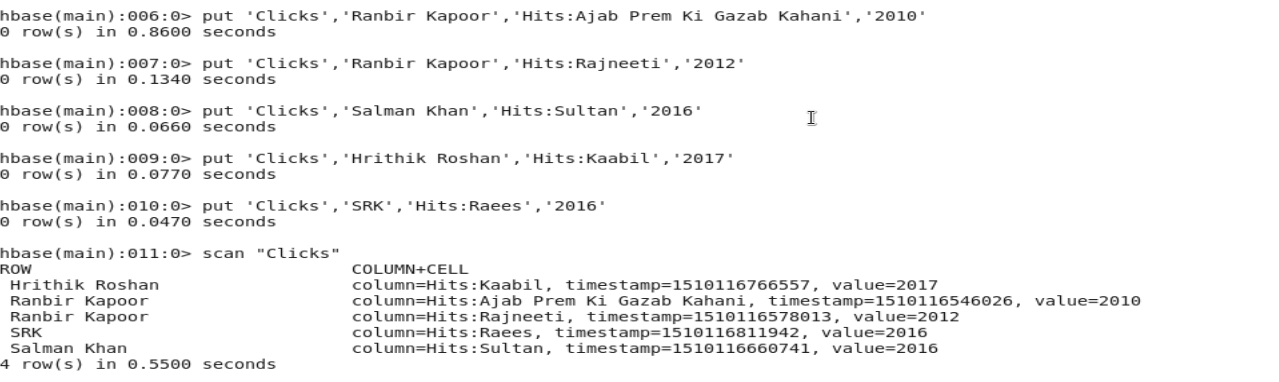 hbase(main):006:0> put 'Clicks','Ranbir Kapoor','Hits:Ajab Prem Ki Gazab Kahani','2010'
0 row(s) in 0.8600 seconds
hbase(main):007:0> put 'Clicks','Ranbir Kapoor','Hits:Rajneeti','2012'
0 row(s) in 0.1340 seconds
hbase(main):008:0> put 'Clicks','Salman Khan','Hits:Sultan','2016'
0 row(s) in 0.0660 seconds
hbase(main):009:0> put 'Clicks','Hrithik Roshan','Hits:Kaabil','2017'
0 row(s) in 0.0770 seconds
hbase(main):010:0> put 'Clicks','SRK','Hits:Raees','2016'
0 row(s) in 0.0470 seconds
hbase(main):011:0> scan "Clicks"
ROW COLUMN+CELL
Hrithik Roshan column=Hits:Kaabil, timestamp=1510116766557, value=2017
Ranbir Kapoor column=Hits:Ajab Prem Ki Gazab Kahani, timestamp=1510116546026, value=2010
Ranbir Kapoor column=Hits:Rajneeti, timestamp=1510116578013, value=2012
SRK column=Hits:Raees, timestamp=1510116811942, value=2016
Salman Khan column=Hits:Sultan, timestamp=1510116660741, value=2016
4 row(s) in 0.5500 seconds